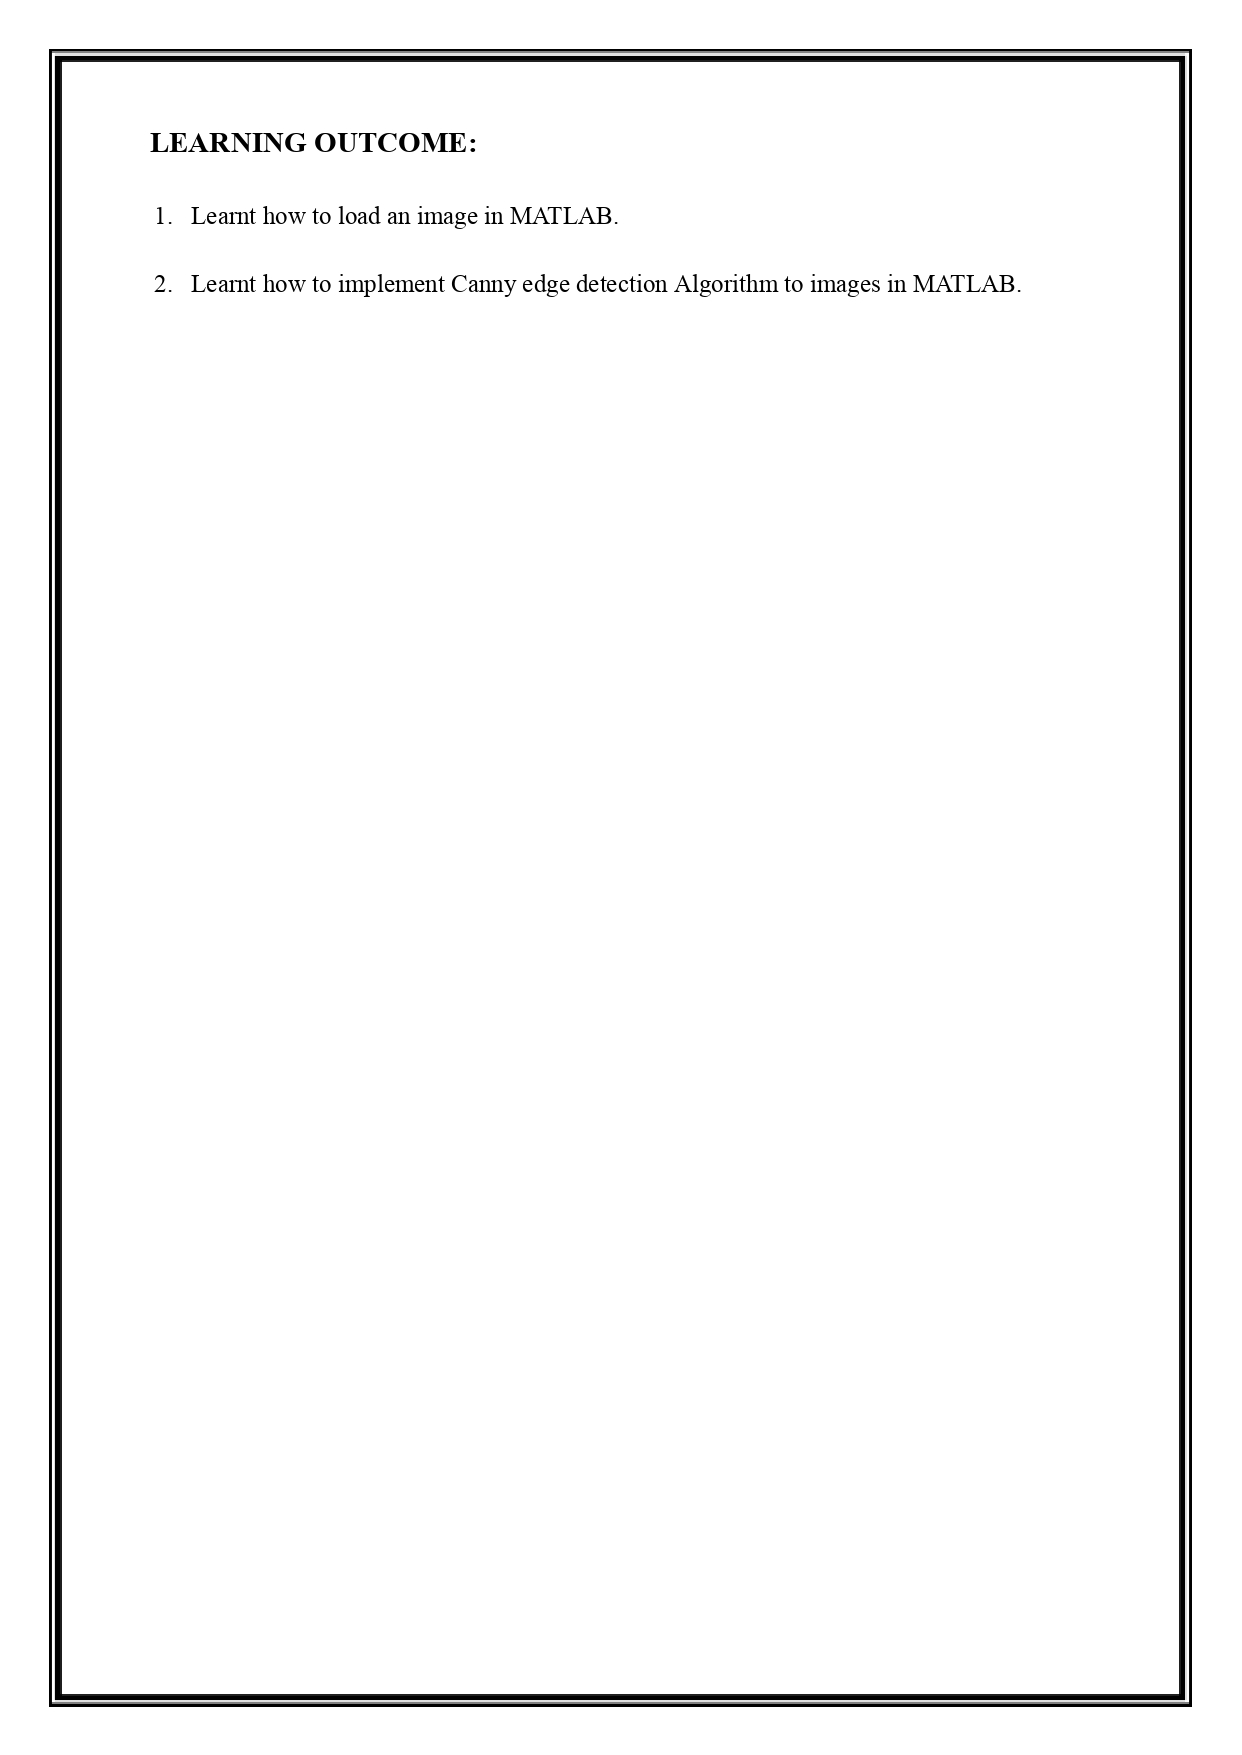 LEARNING OUTCOME:
1. Learnt how to load an image in MATLAB.
2. Learnt how to implement Canny edge detection Algorithm to images in MATLAB.